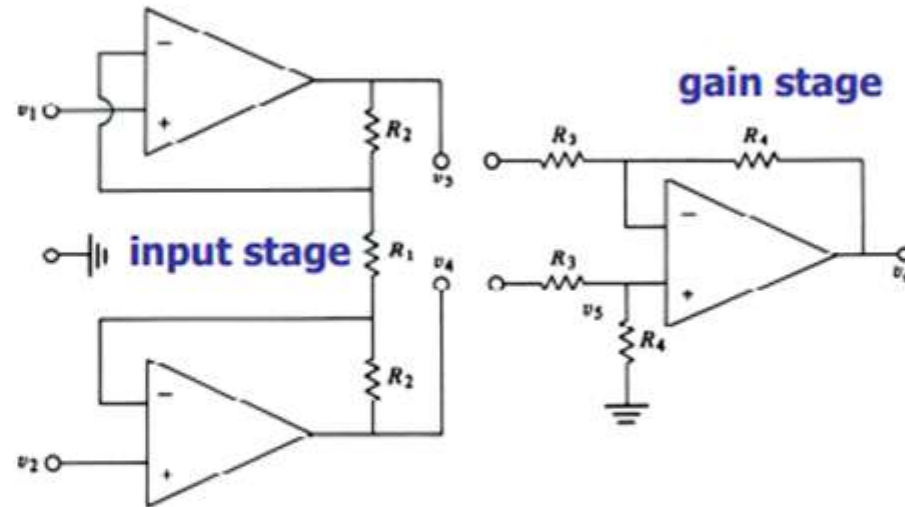 gain stage
−
v₁
+
R₂
R₃
R₄
v₃
−
input stage
R₁
v₄
R₃
+
v₅
R₄
−
R₂
v₂
+